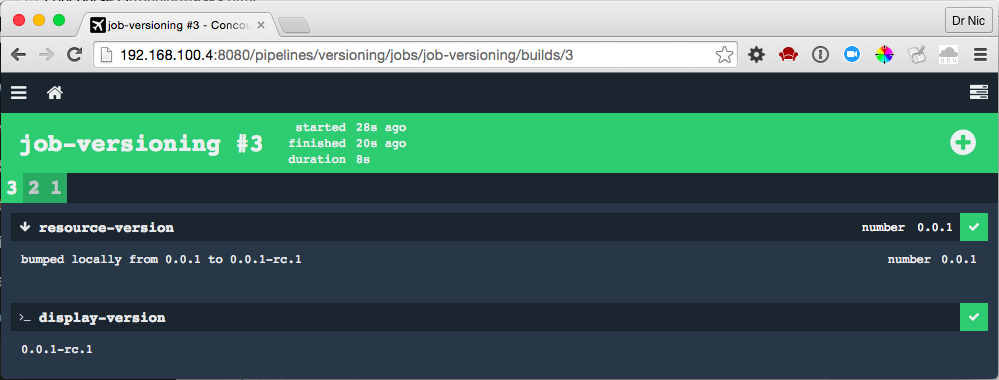 job-versioning #3 - Concou
Dr Nic
192.168.100.4:8080/pipelines/versioning/jobs/job-versioning/builds/3
job-versioning #3
started 28s ago
finished 20s ago
duration 8s
3 2 1
resource-version number 0.0.1
bumped locally from 0.0.1 to 0.0.1-rc.1 number 0.0.1
>_ display-version
0.0.1-rc.1